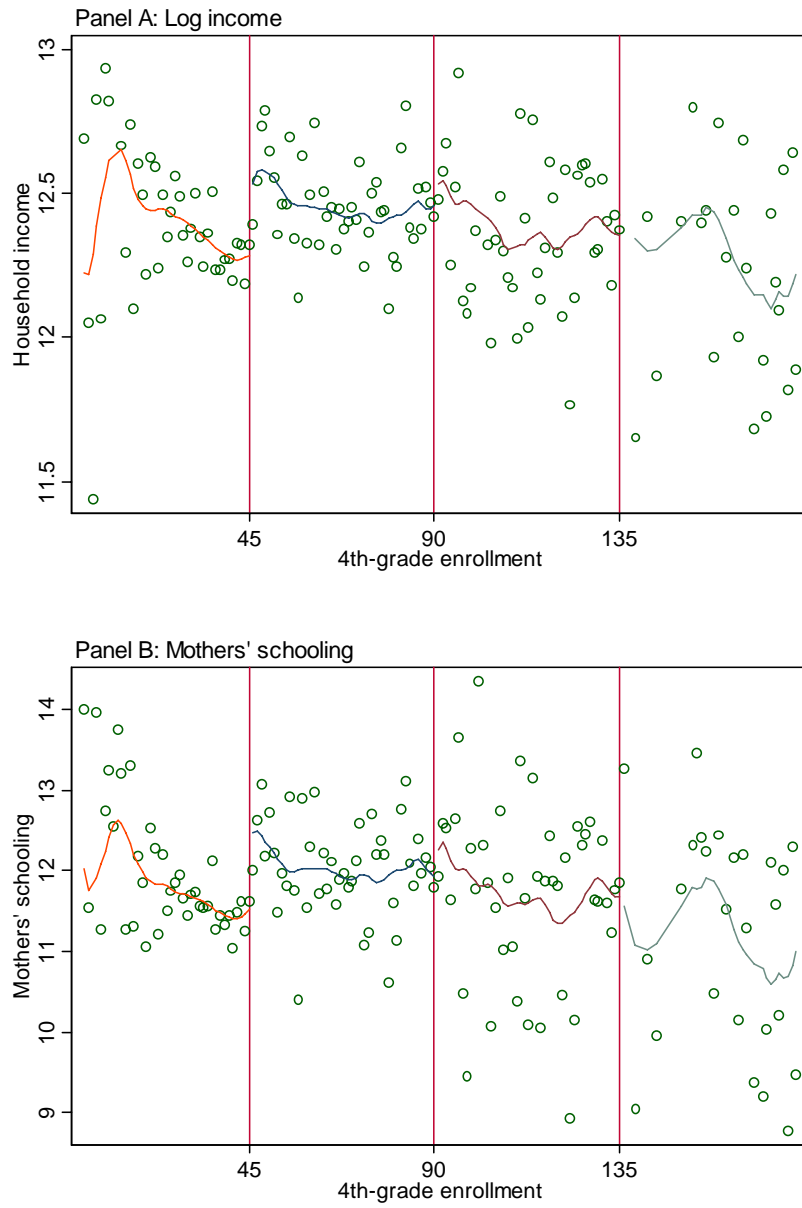 Panel A: Log income
13
12.5
12
11.5
Household income
45 90 135
4th-grade enrollment
Panel B: Mothers' schooling
14
13
12
11
10
9
Mothers' schooling
45 90 135
4th-grade enrollment